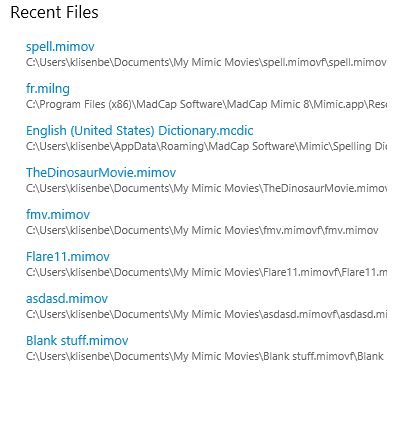 Recent Files
spell.mimov
C:\Users\klisenbe\Documents\My Mimic Movies\spell.mimovf\spell.mimov
fr.milng
C:\Program Files (x86)\MadCap Software\MadCap Mimic 8\Mimic.app\Rese
English (United States) Dictionary.mcdic
C:\Users\klisenbe\AppData\Roaming\MadCap Software\Mimic\Spelling Dic
TheDinosaurMovie.mimov
C:\Users\klisenbe\Documents\My Mimic Movies\TheDinosaurMovie.mimov
fmv.mimov
C:\Users\klisenbe\Documents\My Mimic Movies\fmv.mimovf\fmv.mimov
Flare11.mimov
C:\Users\klisenbe\Documents\My Mimic Movies\Flare11.mimovf\Flare11.m
asdasd.mimov
C:\Users\klisenbe\Documents\My Mimic Movies\asdasd.mimovf\asdasd.mi
Blank stuff.mimov
C:\Users\klisenbe\Documents\My Mimic Movies\Blank stuff.mimovf\Blank